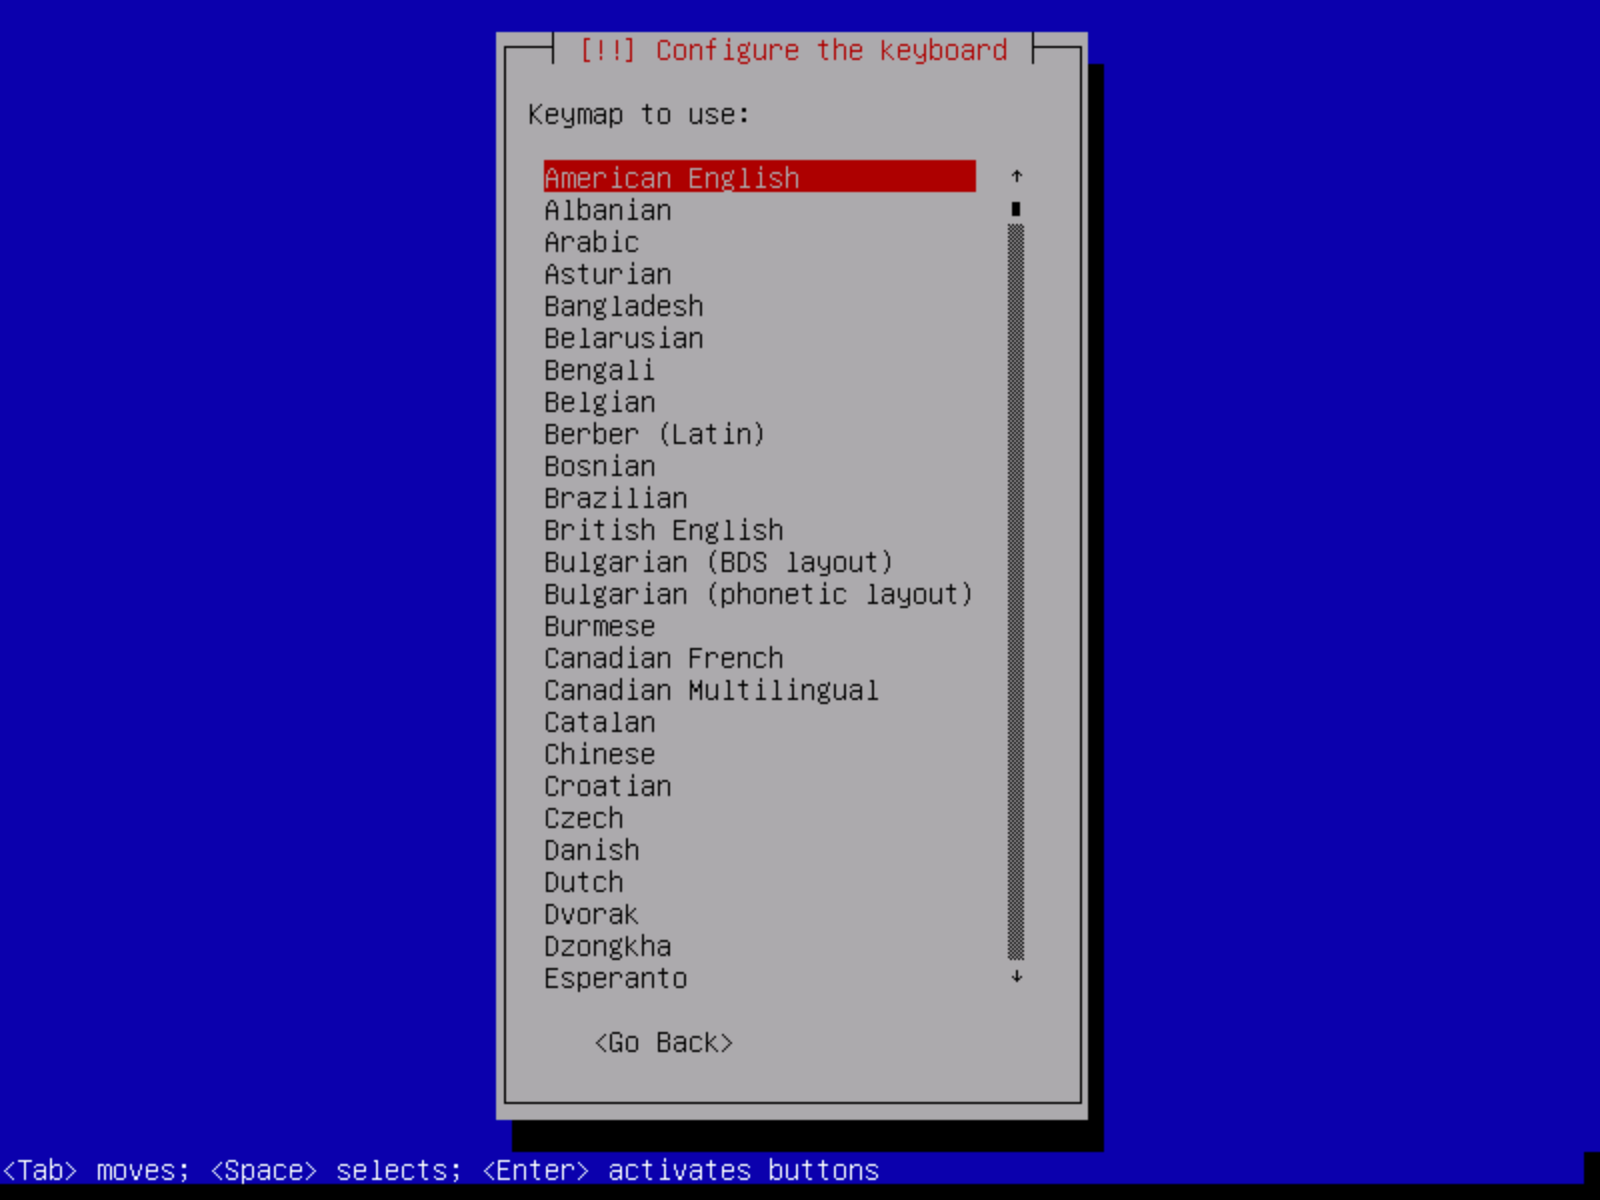 [!!] Configure the keyboard
Keymap to use:
American English
Albanian
Arabic
Asturian
Bangladesh
Belarusian
Bengali
Belgian
Berber (Latin)
Bosnian
Brazilian
British English
Bulgarian (BDS layout)
Bulgarian (phonetic layout)
Burmese
Canadian French
Canadian Multilingual
Catalan
Chinese
Croatian
Czech
Danish
Dutch
Dvorak
Dzongkha
Esperanto
<Go Back>
<Tab> moves; <Space> selects; <Enter> activates buttons